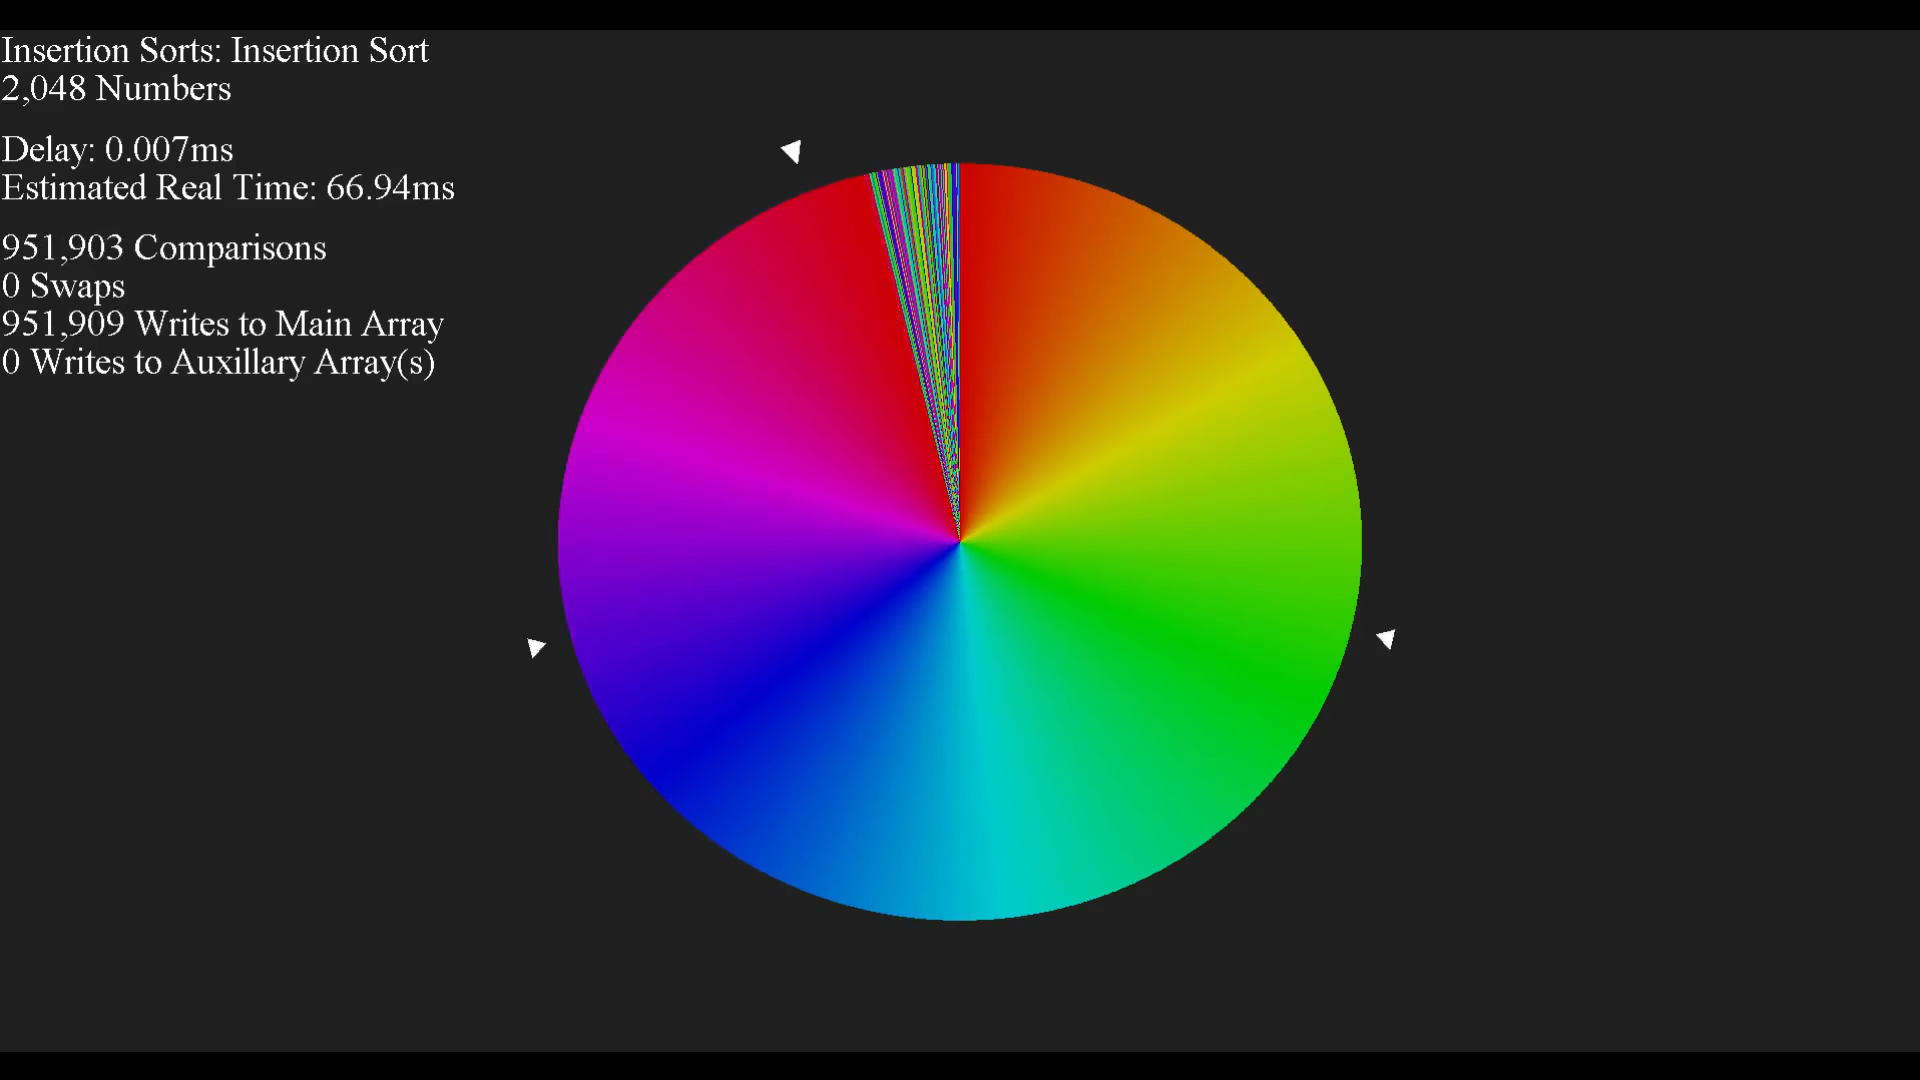 Insertion Sorts: Insertion Sort
2,048 Numbers
Delay: 0.007ms
Estimated Real Time: 66.94ms
951,903 Comparisons
0 Swaps
951,909 Writes to Main Array
0 Writes to Auxillary Array(s)